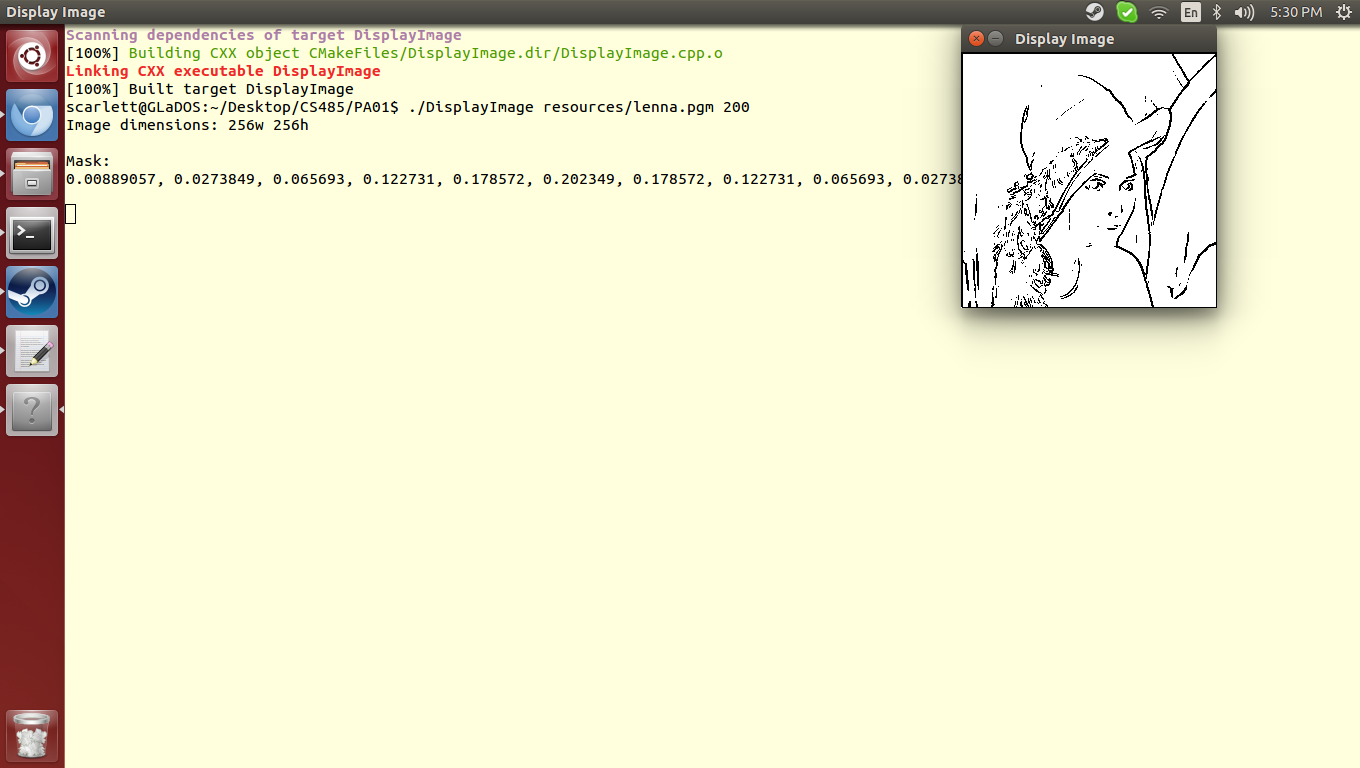 Display Image
En
5:30 PM
Scanning dependencies of target DisplayImage
[100%] Building CXX object CMakeFiles/DisplayImage.dir/DisplayImage.cpp.o
Linking CXX executable DisplayImage
[100%] Built target DisplayImage
scarlett@GLaDOS:~/Desktop/CS485/PA01$ ./DisplayImage resources/lenna.pgm 200
Image dimensions: 256w 256h
Mask:
0.00889057, 0.0273849, 0.065693, 0.122731, 0.178572, 0.202349, 0.178572, 0.122731, 0.065693, 0.0273
Display Image